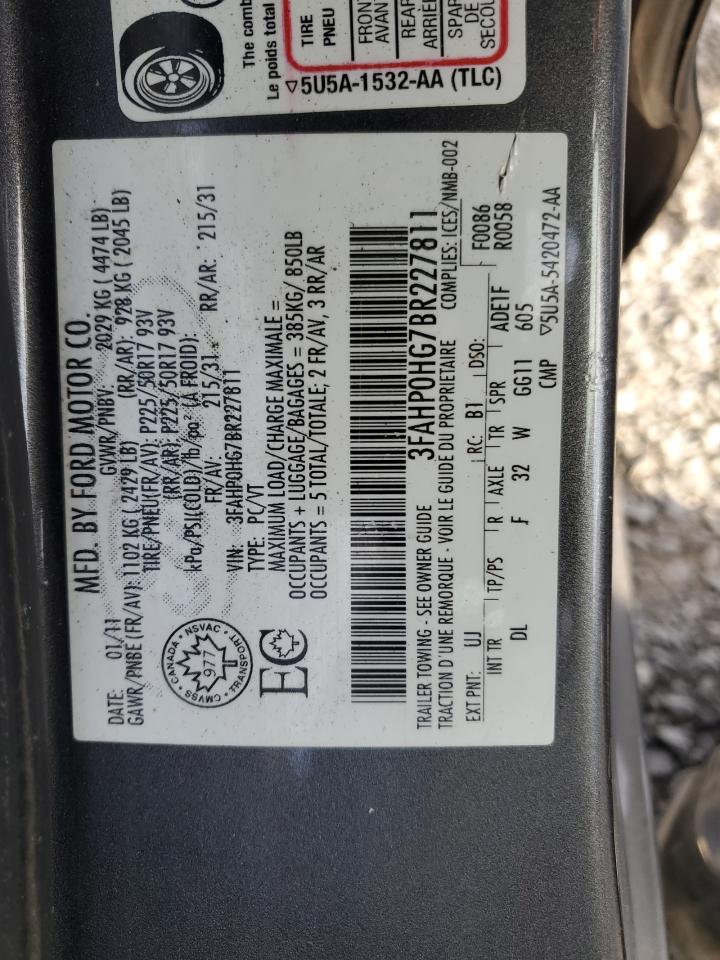 The comb
Le poids total
TIRE
PNEU
FRONT
AVANT
REAR
ARRIÈ
SPAR
DE
SECOU
▽5U5A-1532-AA (TLC)
MFD. BY FORD MOTOR CO.
DATE: 01/11 GVWR/PNBV: 2029 KG ( 4474 LB)
GAWR/PNBE (FR/AV): 1102 KG ( 2429 LB) (RR/AR): 928 KG ( 2045 LB)
TIRE/PNEU(FR/AV): P225/50R17 93V
(RR/AR): P225/50R17 93V
kPa/PSI(COLD)/lb/po² (À FROID):
FR/AV: 215/31 RR/AR: 215/31
VIN: 3FAHP0HG7BR227811
TYPE: PC/VT
MAXIMUM LOAD/CHARGE MAXIMALE =
OCCUPANTS + LUGGAGE/BAGAGES = 385KG/ 850LB
OCCUPANTS = 5 TOTAL/TOTALE; 2 FR/AV, 3 RR/AR
CANADA • NSVAC • TRANSPORT • CMVSS
977
EC
3FAHP0HG7BR227811
TRAILER TOWING - SEE OWNER GUIDE
TRACTION D'UNE REMORQUE - VOIR LE GUIDE DU PROPRIETAIRE COMPLIES: ICES/NMB-002
EXT PNT: UJ RC: B1 DSO: F0086
R0058
INT TR TP/PS R AXLE TR SPR ADE1F
DL F 32 W GG11 605
CMP ▽5U5A-5420472-AA